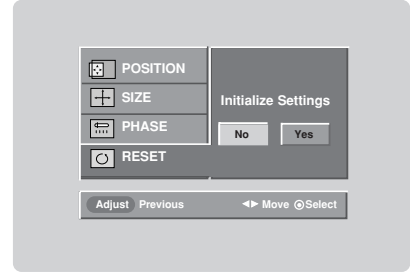 POSITION
SIZE
PHASE
RESET
Initialize Settings
No Yes
Adjust Previous ◄► Move ⊙Select